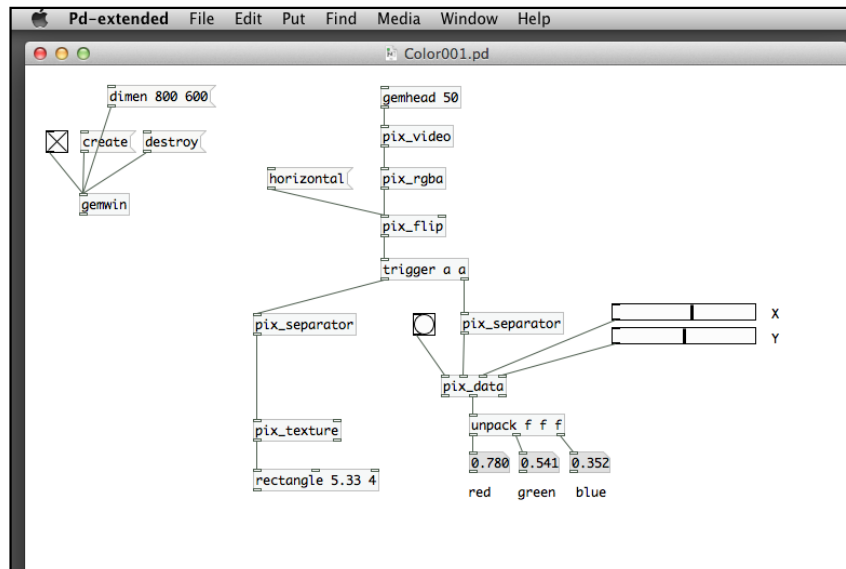 Pd-extended File Edit Put Find Media Window Help
Color001.pd
dimen 800 600
gemhead 50
create
destroy
pix_video
horizontal
pix_rgba
gemwin
pix_flip
trigger a a
pix_separator
pix_separator
X
Y
pix_data
pix_texture
unpack f f f
rectangle 5.33 4
0.780 0.541 0.352
red green blue